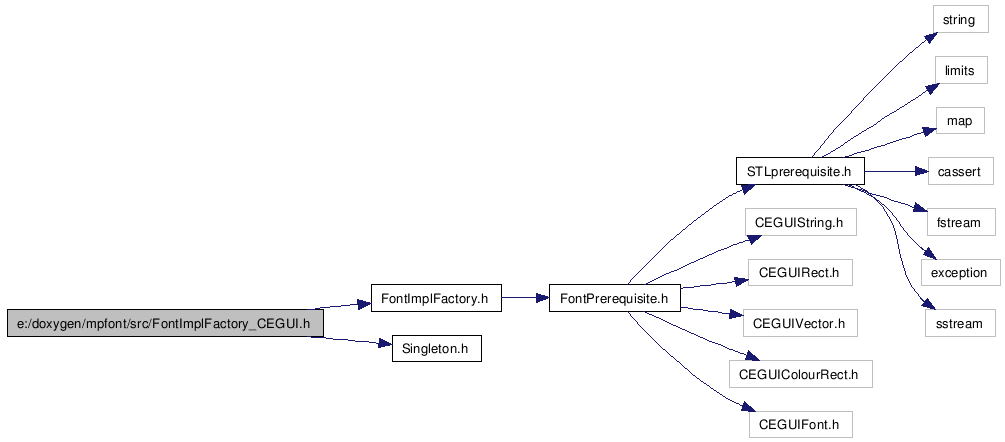 string
limits
map
STLprerequisite.h
cassert
CEGUIString.h
fstream
CEGUIRect.h
exception
FontImplFactory.h
FontPrerequisite.h
e:/doxygen/mpfont/src/FontImplFactory_CEGUI.h
CEGUIVector.h
sstream
Singleton.h
CEGUIColourRect.h
CEGUIFont.h